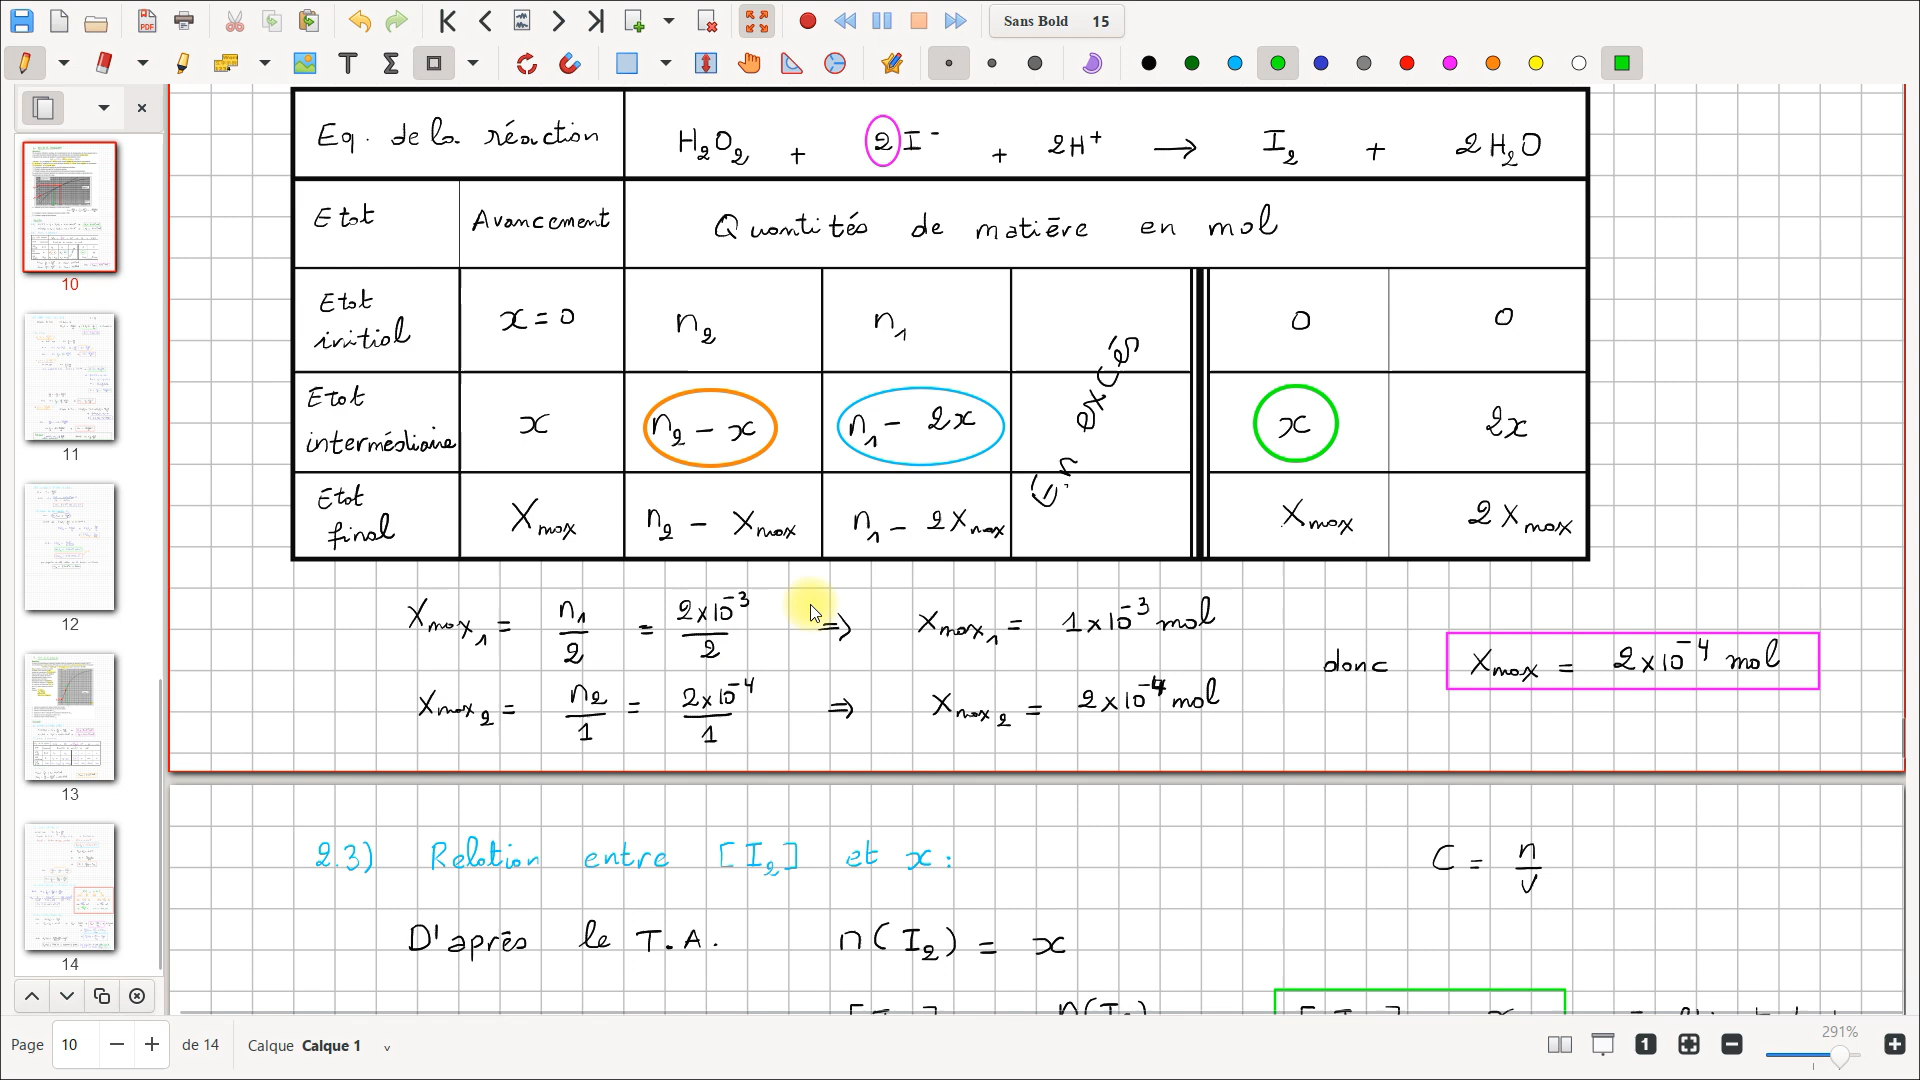 Sans Bold 15
Eq. de la réaction H₂O₂ + 2I⁻ + 2H⁺ → I₂ + 2H₂O
Etat Avancement Quantités de matière en mol
Etat initial x = 0 n₂ n₁ En excès 0 0
Etat intermédiaire x n₂ - x n₁ - 2x x 2x
Etat final Xmax n₂ - Xmax n₁ - 2Xmax Xmax 2Xmax
Xmax₁ = n₁/2 = 2x10⁻³/2 => Xmax₁ = 1x10⁻³ mol
donc Xmax = 2x10⁻⁴ mol
Xmax₂ = n₂/1 = 2x10⁻⁴/1 => Xmax₂ = 2x10⁻⁴ mol
2.3) Relation entre [I₂] et x : C = n/V
D'après le T.A. n(I₂) = x
10
11
12
13
14
Page 10 de 14 Calque Calque 1 291%